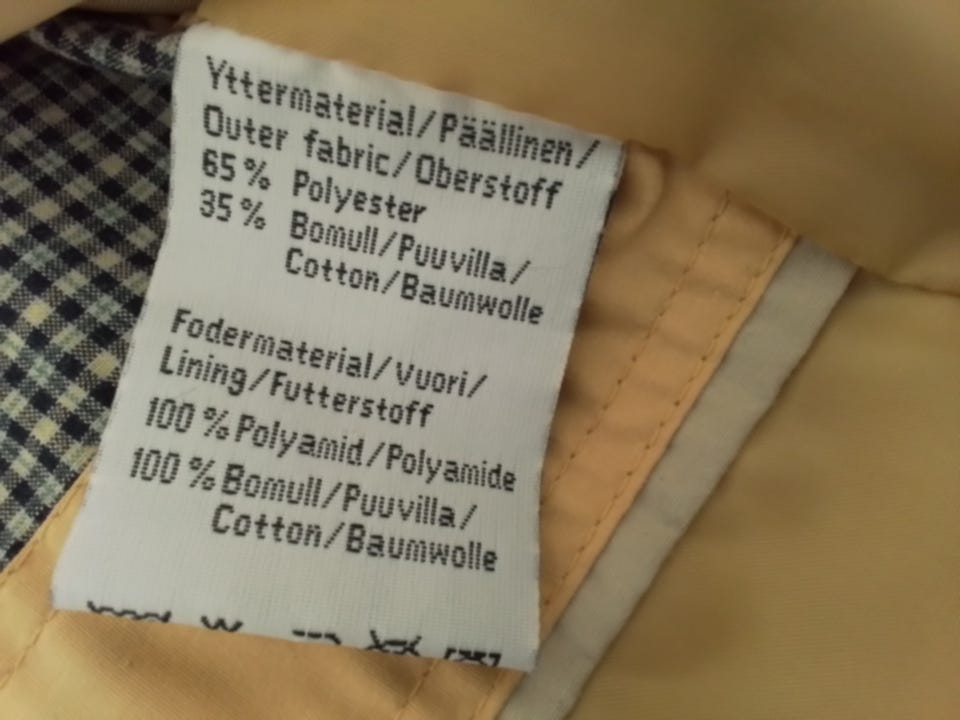 Yttermaterial/Päällinen/
Outer fabric/Oberstoff
65% Polyester
35% Bomull/Puuvilla/
Cotton/Baumwolle
Fodermaterial/Vuori/
Lining/Futterstoff
100% Polyamid/Polyamide
100% Bomull/Puuvilla/
Cotton/Baumwolle